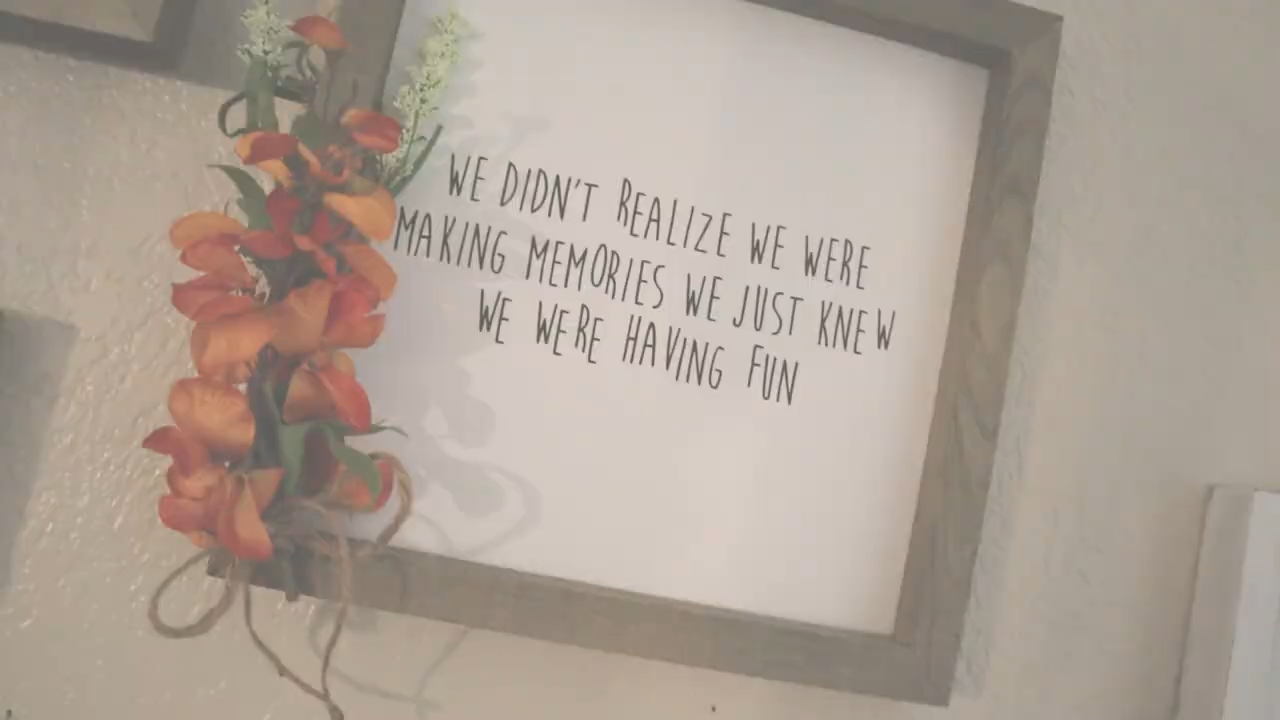 WE DIDN'T REALIZE WE WERE
MAKING MEMORIES WE JUST KNEW
WE WERE HAVING FUN